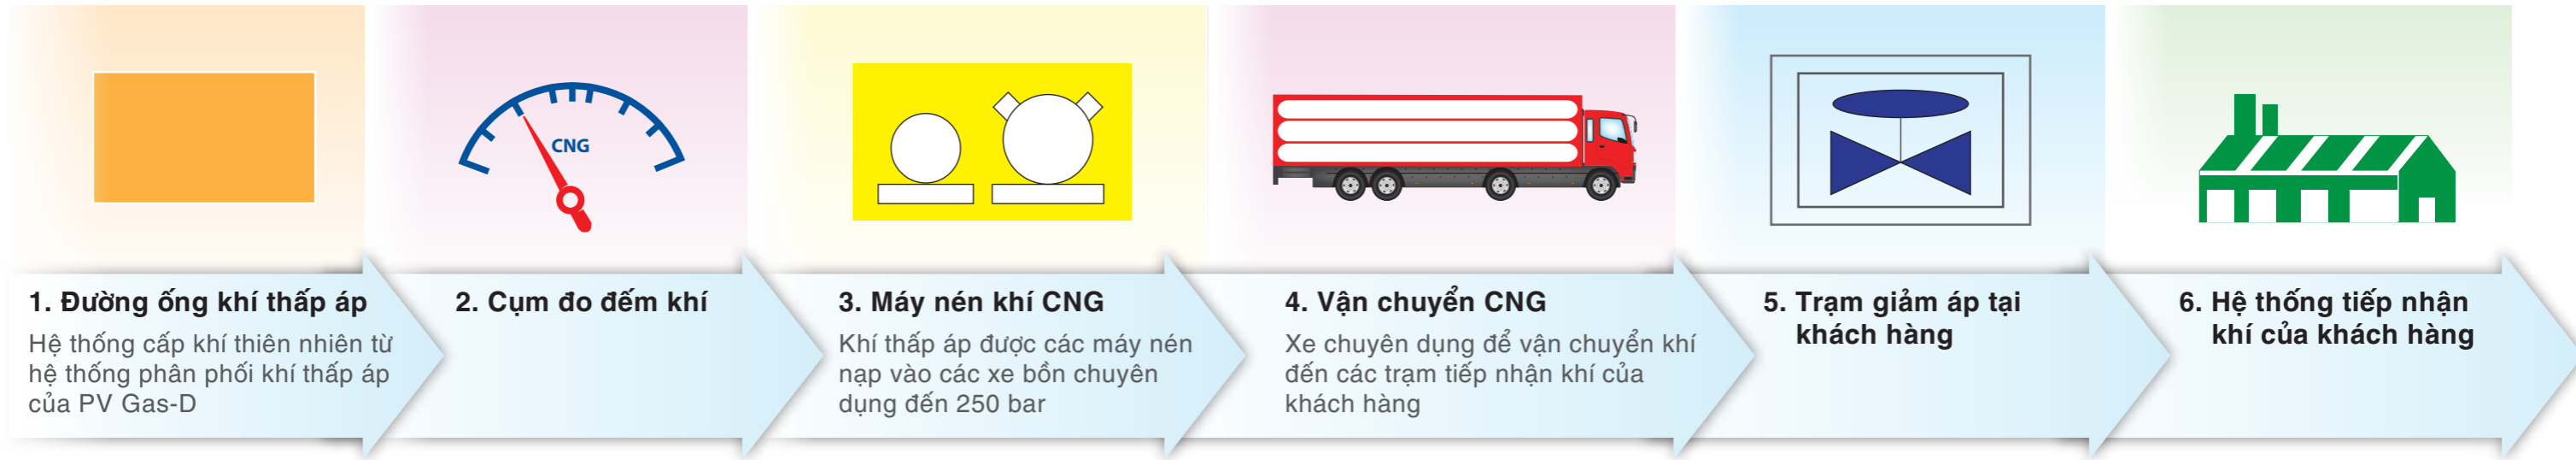 CNG
1. Đường ống khí thấp áp
Hệ thống cấp khí thiên nhiên từ
hệ thống phân phối khí thấp áp
của PV Gas-D
2. Cụm đo đếm khí
3. Máy nén khí CNG
Khí thấp áp được các máy nén
nạp vào các xe bồn chuyên
dụng đến 250 bar
4. Vận chuyển CNG
Xe chuyên dụng để vận chuyển khí
đến các trạm tiếp nhận khí của
khách hàng
5. Trạm giảm áp tại
khách hàng
6. Hệ thống tiếp nhận
khí của khách hàng